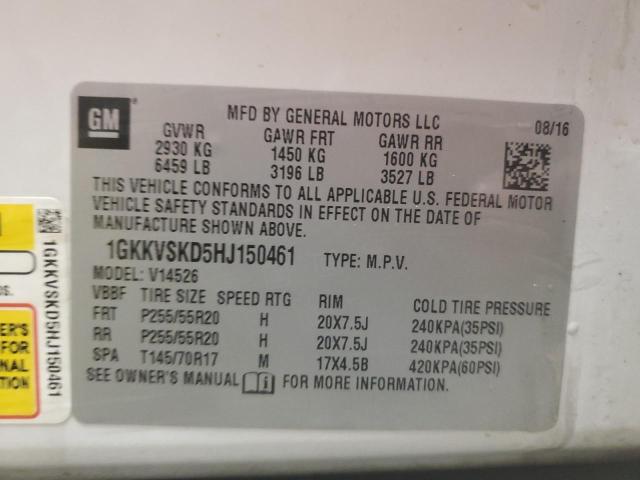 GM
MFD BY GENERAL MOTORS LLC
08/16
GVWR GAWR FRT GAWR RR
2930 KG 1450 KG 1600 KG
6459 LB 3196 LB 3527 LB
THIS VEHICLE CONFORMS TO ALL APPLICABLE U.S. FEDERAL MOTOR
VEHICLE SAFETY STANDARDS IN EFFECT ON THE DATE OF
MANUFACTURE SHOWN ABOVE.
1GKKVSKD5HJ150461 TYPE: M.P.V.
MODEL: V14526
VBBF TIRE SIZE SPEED RTG RIM COLD TIRE PRESSURE
FRT P255/55R20 H 20X7.5J 240KPA(35PSI)
RR P255/55R20 H 20X7.5J 240KPA(35PSI)
SPA T145/70R17 M 17X4.5B 420KPA(60PSI)
SEE OWNER'S MANUAL FOR MORE INFORMATION.
1GKKVSKD5HJ150461
FOR